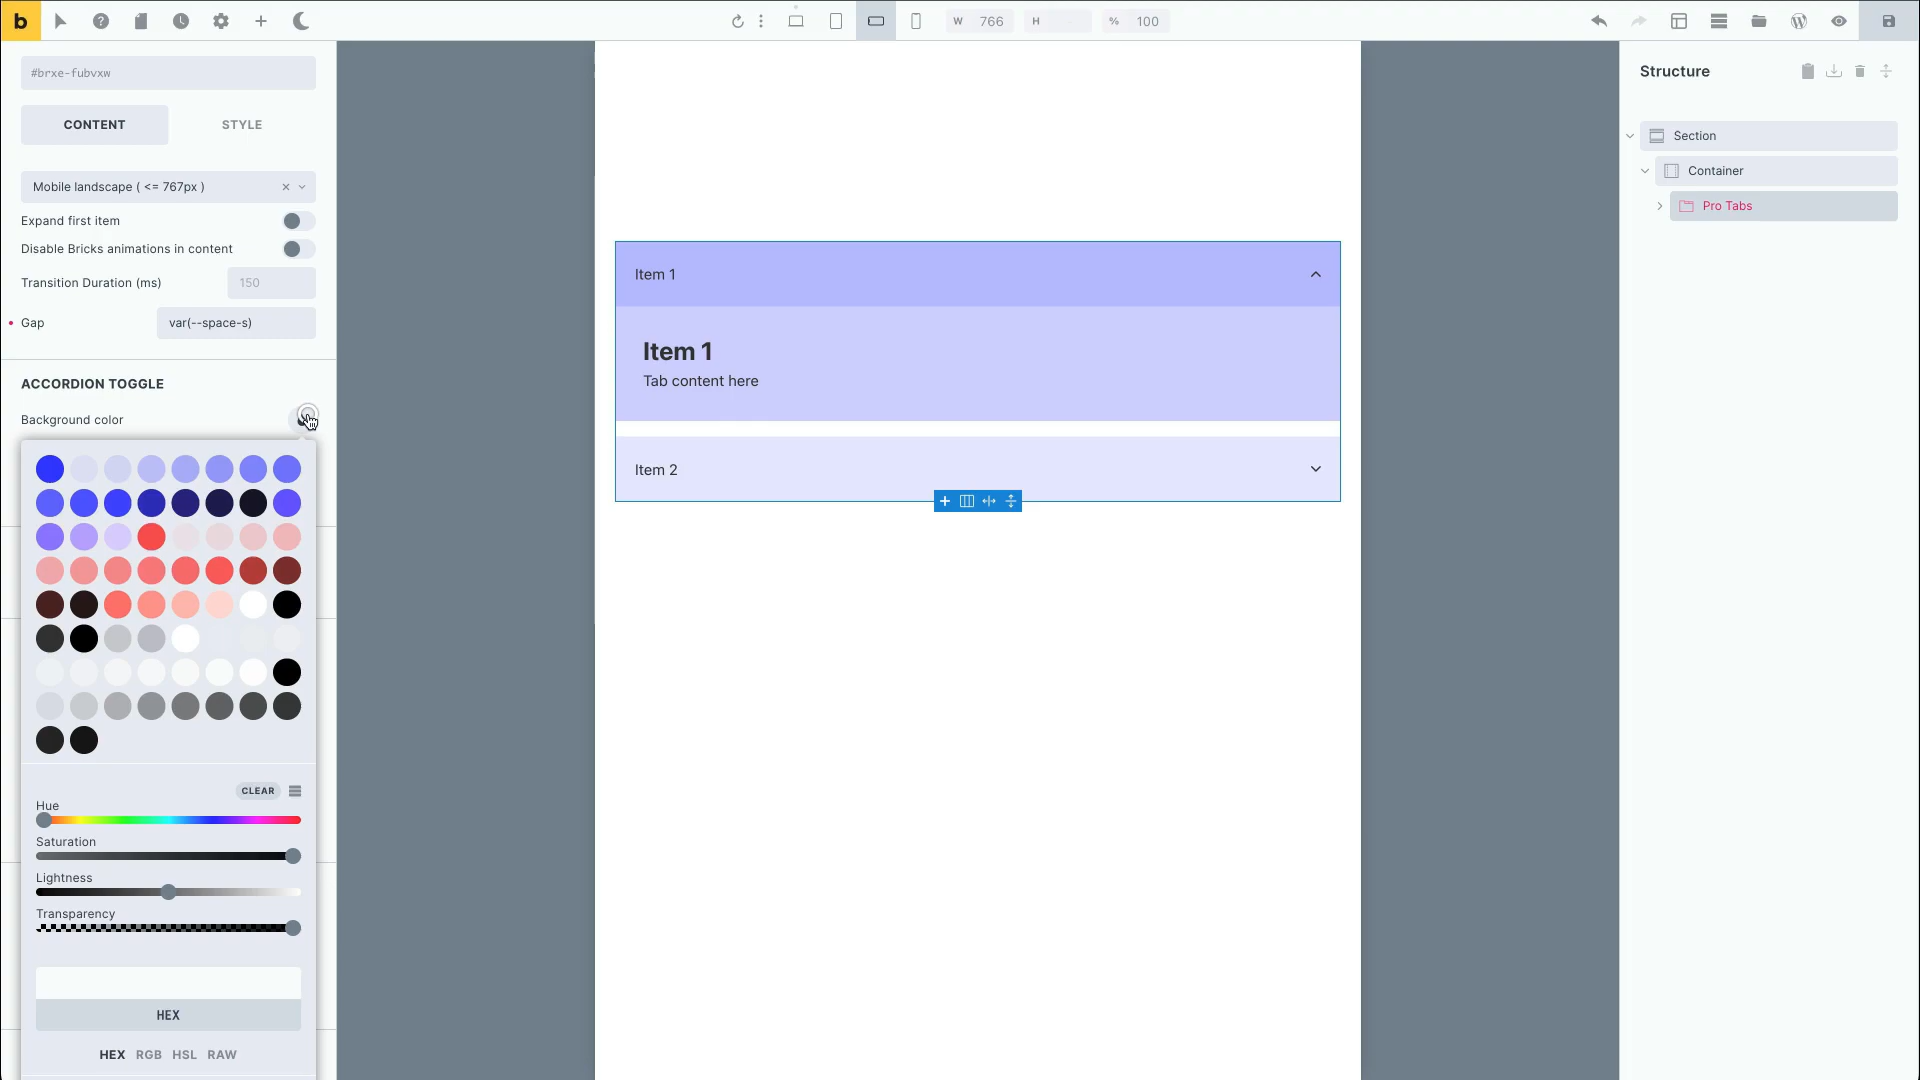 b
W 766 H % 100
#brxe-fubvxw
CONTENT STYLE
Mobile landscape ( <= 767px )
Expand first item
Disable Bricks animations in content
Transition Duration (ms) 150
Gap var(--space-s)
ACCORDION TOGGLE
Background color
CLEAR
Hue
Saturation
Lightness
Transparency
HEX
HEX RGB HSL RAW
Item 1
Item 1
Tab content here
Item 2
Structure
Section
Container
Pro Tabs